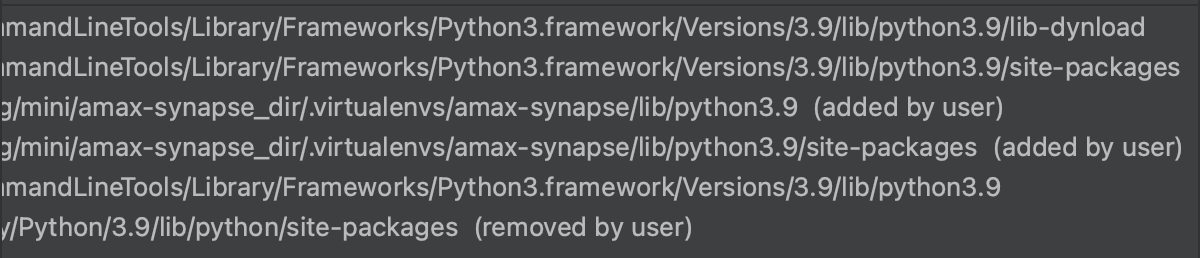 mandLineTools/Library/Frameworks/Python3.framework/Versions/3.9/lib/python3.9/lib-dynload
mandLineTools/Library/Frameworks/Python3.framework/Versions/3.9/lib/python3.9/site-packages
g/mini/amax-synapse_dir/.virtualenvs/amax-synapse/lib/python3.9 (added by user)
g/mini/amax-synapse_dir/.virtualenvs/amax-synapse/lib/python3.9/site-packages (added by user)
mandLineTools/Library/Frameworks/Python3.framework/Versions/3.9/lib/python3.9
y/Python/3.9/lib/python/site-packages (removed by user)